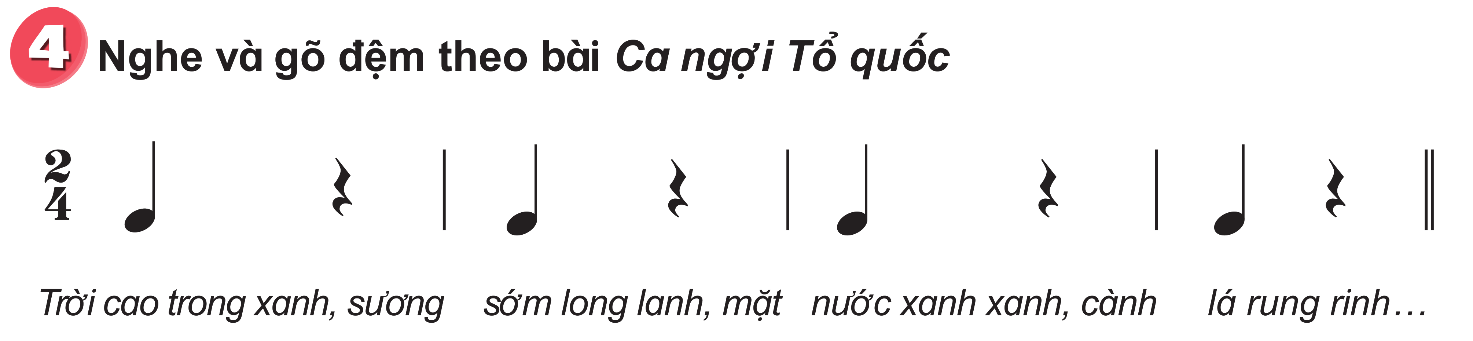 4 Nghe và gõ đệm theo bài Ca ngợi Tổ quốc
2
4
Trời cao trong xanh, sương sớm long lanh, mặt nước xanh xanh, cành lá rung rinh…